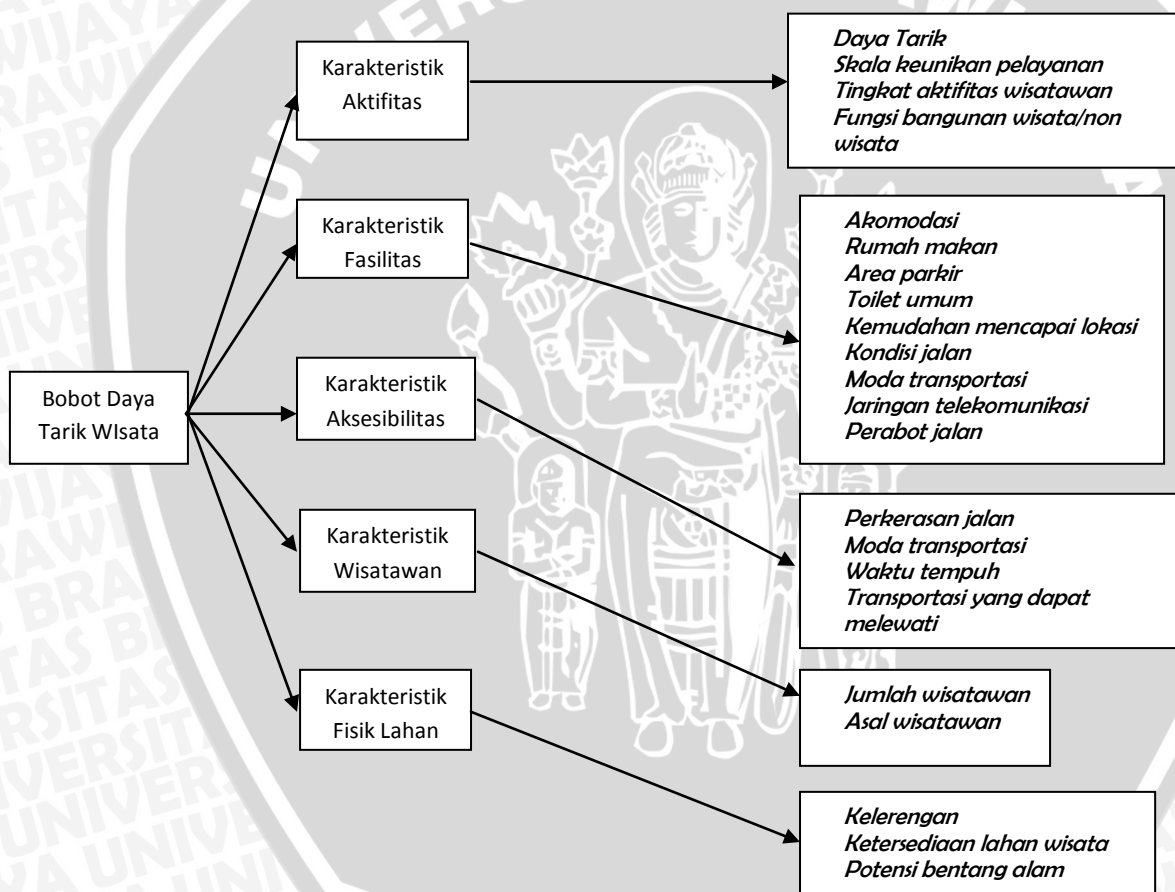 Karakteristik
Aktifitas
Daya Tarik
Skala keunikan pelayanan
Tingkat aktifitas wisatawan
Fungsi bangunan wisata/non
wisata
Karakteristik
Fasilitas
Akomodasi
Rumah makan
Area parkir
Toilet umum
Kemudahan mencapai lokasi
Kondisi jalan
Moda transportasi
Jaringan telekomunikasi
Perabot jalan
Bobot Daya
Tarik WIsata
Karakteristik
Aksesibilitas
Perkerasan jalan
Moda transportasi
Waktu tempuh
Transportasi yang dapat
melewati
Karakteristik
Wisatawan
Jumlah wisatawan
Asal wisatawan
Karakteristik
Fisik Lahan
Kelerengan
Ketersediaan lahan wisata
Potensi bentang alam